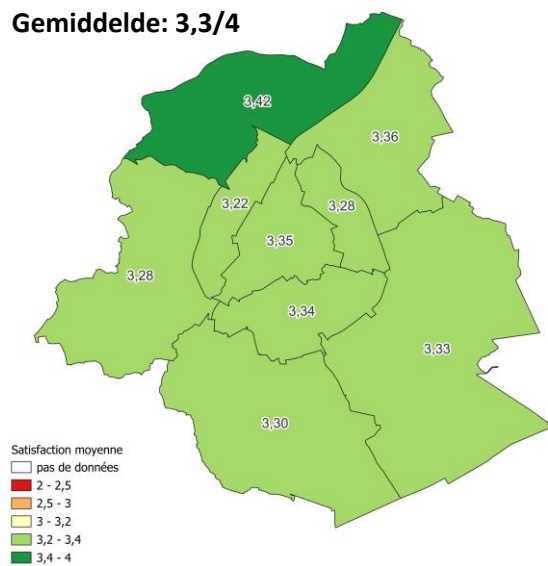 Gemiddelde: 3,3/4
3,42
3,36
3,22
3,28
3,35
3,28
3,34
3,33
3,30
Satisfaction moyenne
pas de données
2 - 2,5
2,5 - 3
3 - 3,2
3,2 - 3,4
3,4 - 4